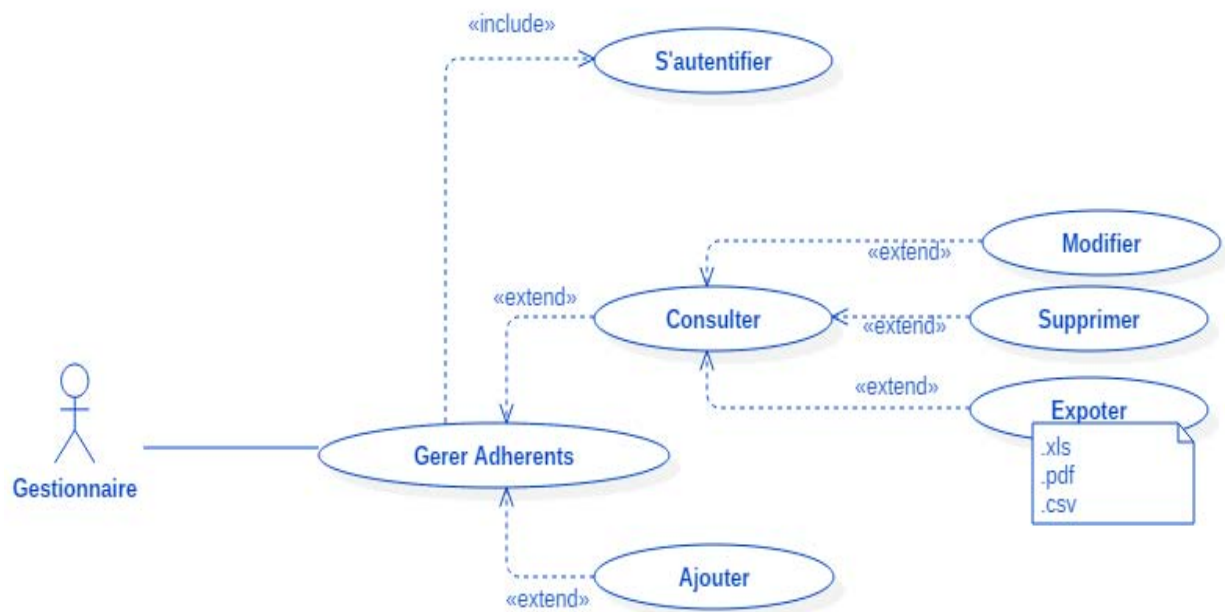 «include»
S'autentifier
Modifier
«extend»
«extend»
Consulter
«extend»
Supprimer
«extend»
Expoter
.xls
.pdf
.csv
Gerer Adherents
Gestionnaire
Ajouter
«extend»